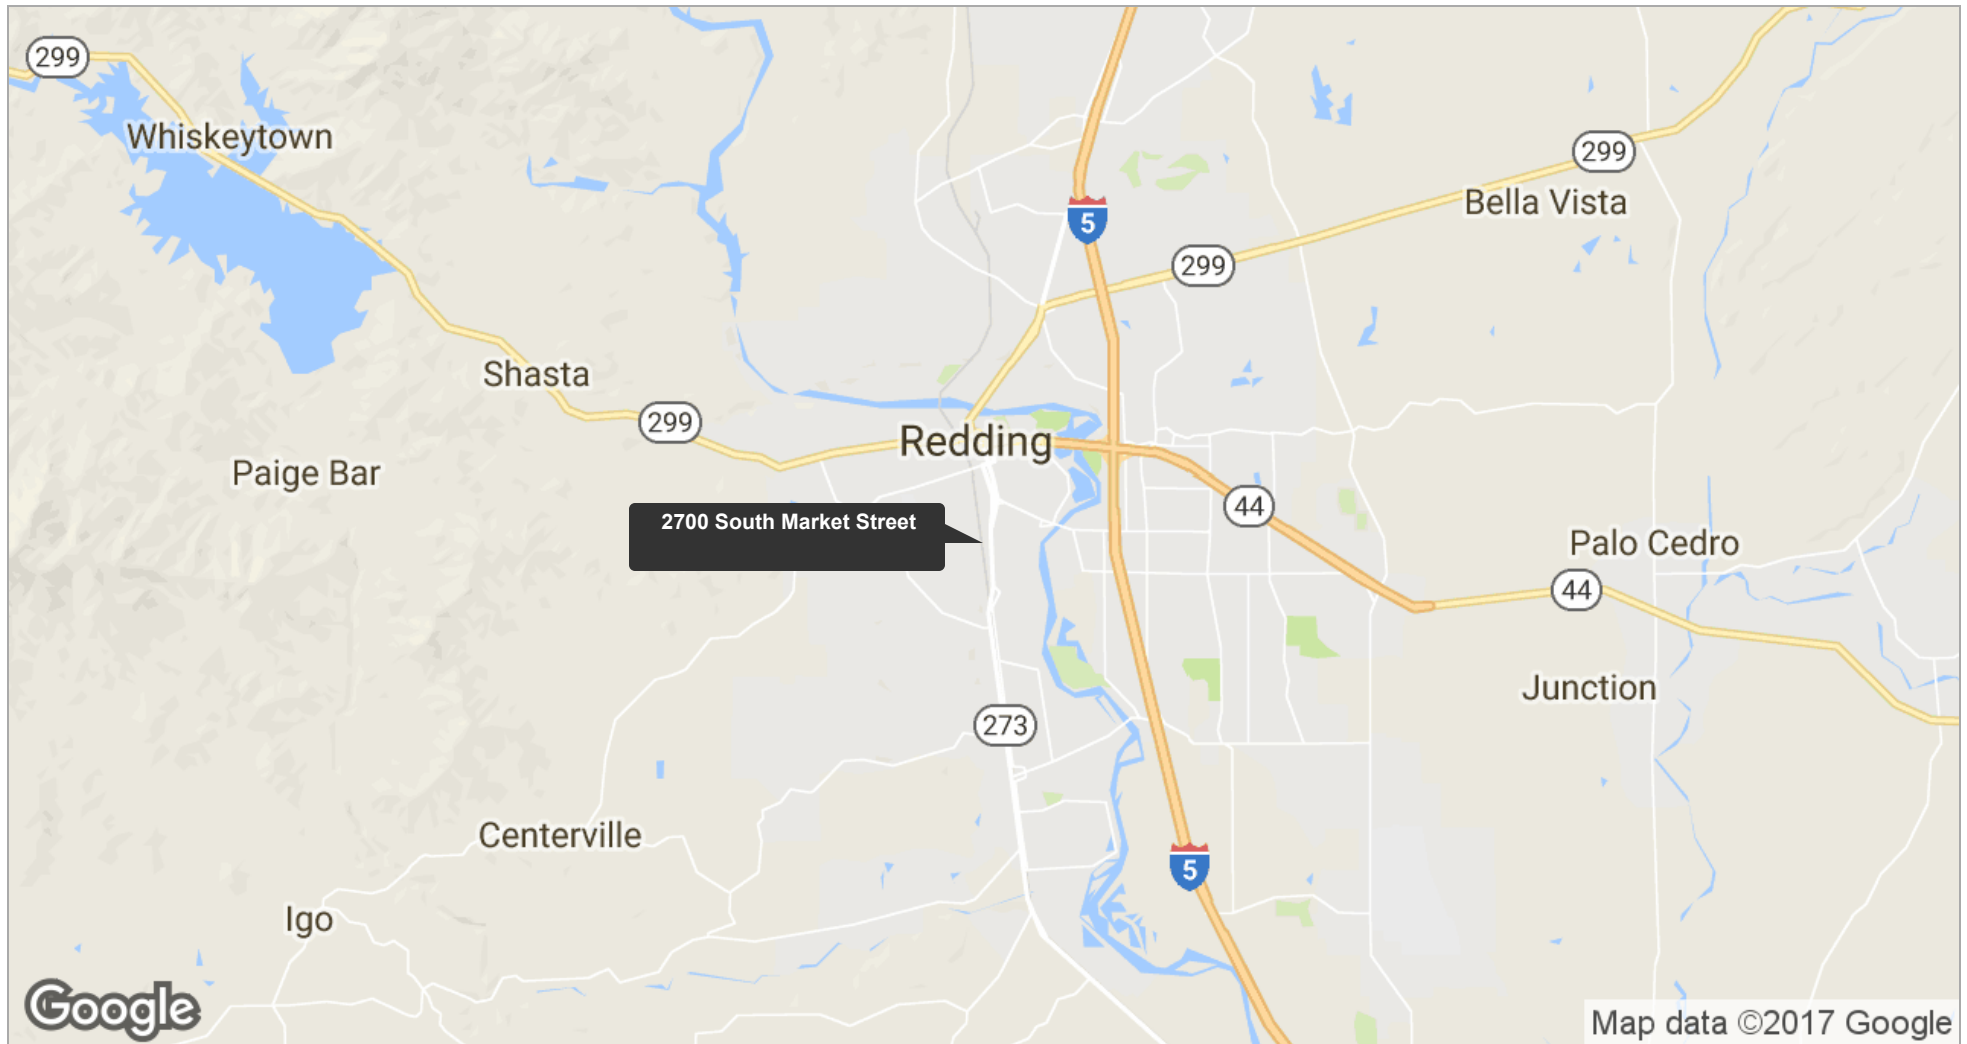 299
Whiskeytown
299
Bella Vista
5
299
Shasta
299
Redding
Paige Bar
44
2700 South Market Street
Palo Cedro
44
Junction
273
Centerville
5
Igo
Google
Map data ©2017 Google